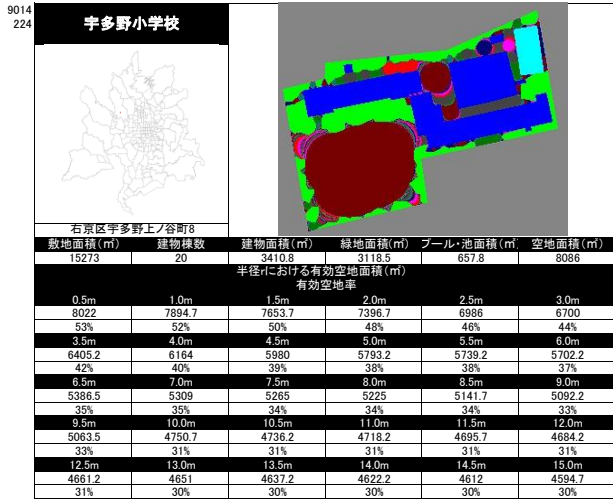 9014
224
宇多野小学校
右京区宇多野上ノ谷町8
敷地面積(㎡) 建物棟数 建物面積(㎡) 緑地面積(㎡) プール・池面積(㎡) 空地面積(㎡)
15273 20 3410.8 3118.5 657.8 8086
半径rにおける有効空地面積(㎡)
有効空地率
0.5m 1.0m 1.5m 2.0m 2.5m 3.0m
8022 7894.7 7653.7 7396.7 6986 6700
53% 52% 50% 48% 46% 44%
3.5m 4.0m 4.5m 5.0m 5.5m 6.0m
6405.2 6164 5980 5793.2 5739.2 5702.2
42% 40% 39% 38% 38% 37%
6.5m 7.0m 7.5m 8.0m 8.5m 9.0m
5386.5 5309 5265 5225 5141.7 5092.2
35% 35% 34% 34% 34% 33%
9.5m 10.0m 10.5m 11.0m 11.5m 12.0m
5063.5 4750.7 4736.2 4718.2 4695.7 4684.2
33% 31% 31% 31% 31% 31%
12.5m 13.0m 13.5m 14.0m 14.5m 15.0m
4661.2 4651 4637.2 4622.2 4612 4594.7
31% 30% 30% 30% 30% 30%